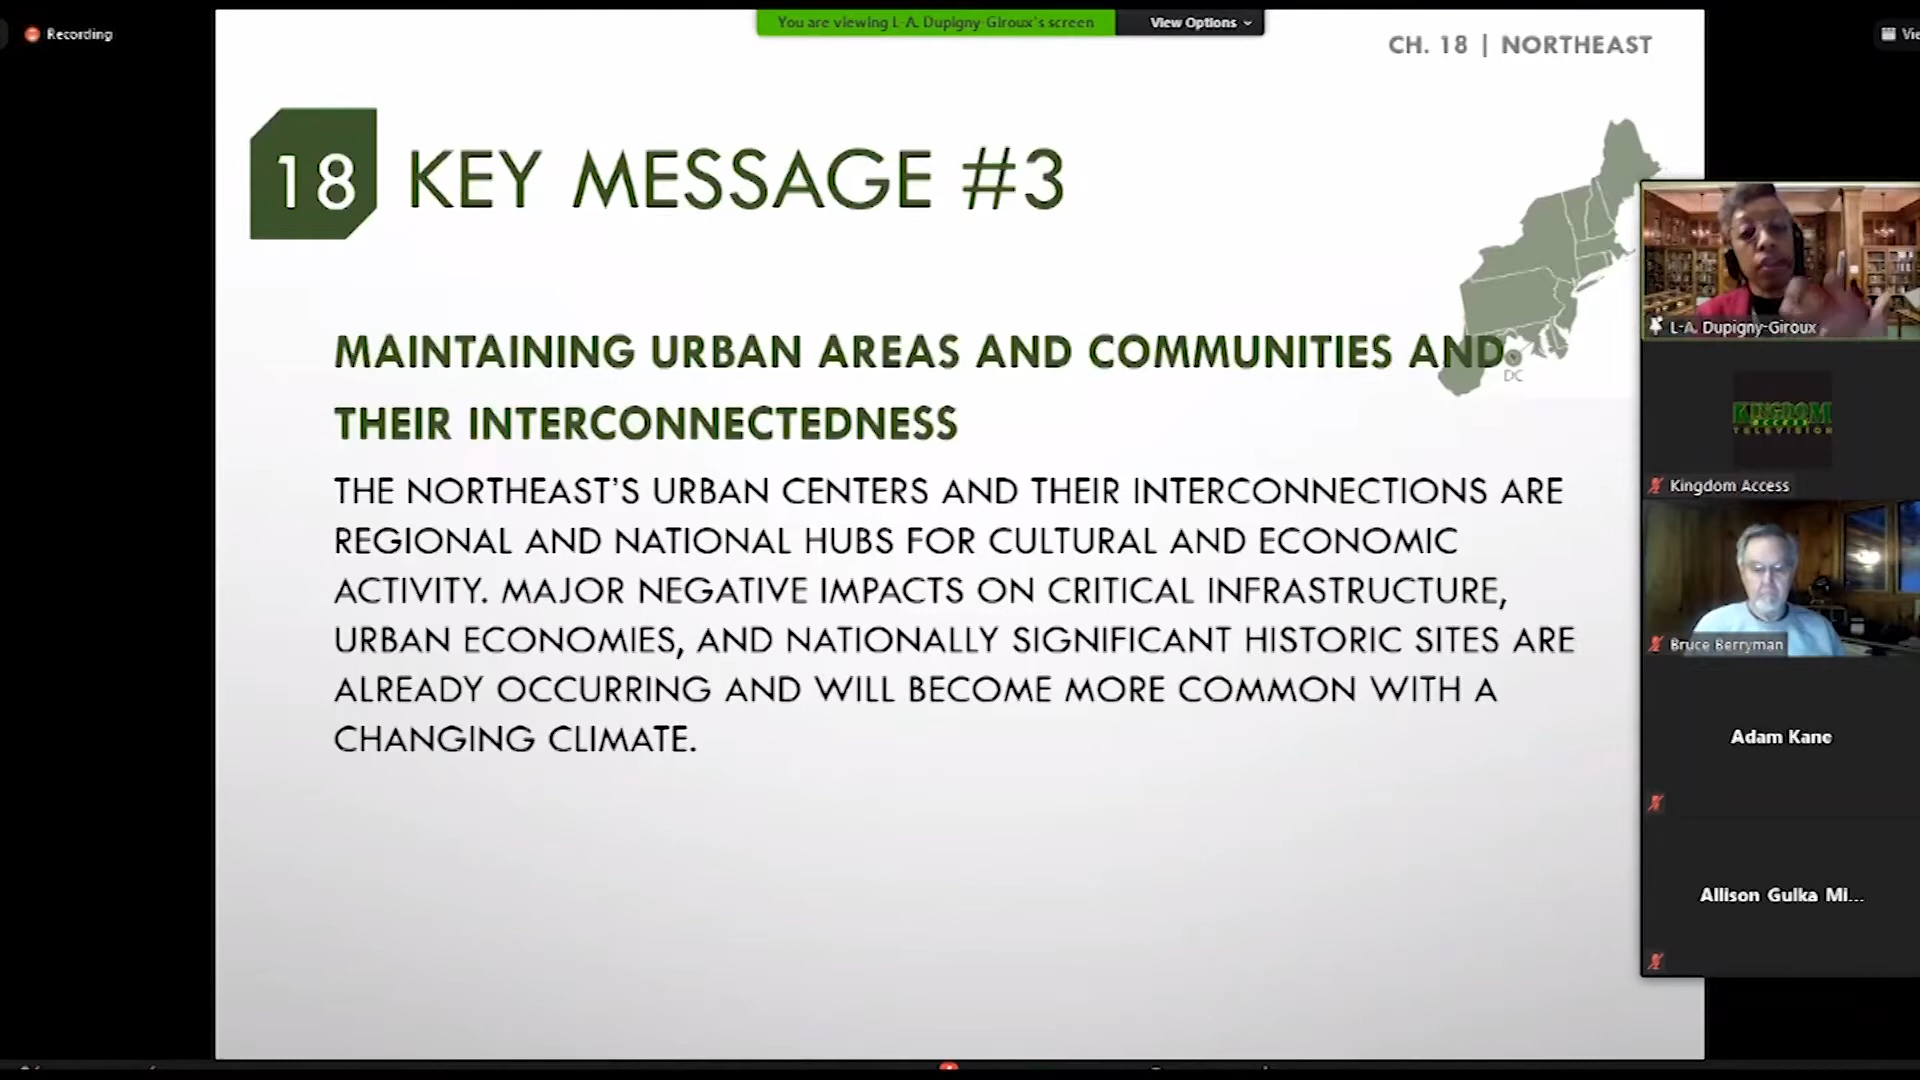 Recording
You are viewing L-A. Dupigny-Giroux's screen
View Options
CH. 18 | NORTHEAST
18
KEY MESSAGE #3
DC
MAINTAINING URBAN AREAS AND COMMUNITIES AND
THEIR INTERCONNECTEDNESS
THE NORTHEAST'S URBAN CENTERS AND THEIR INTERCONNECTIONS ARE
REGIONAL AND NATIONAL HUBS FOR CULTURAL AND ECONOMIC
ACTIVITY. MAJOR NEGATIVE IMPACTS ON CRITICAL INFRASTRUCTURE,
URBAN ECONOMIES, AND NATIONALLY SIGNIFICANT HISTORIC SITES ARE
ALREADY OCCURRING AND WILL BECOME MORE COMMON WITH A
CHANGING CLIMATE.
L-A. Dupigny-Giroux
KINGDOM
ACCESS
TELEVISION
Kingdom Access
Bruce Berryman
Adam Kane
Allison Gulka Mi...